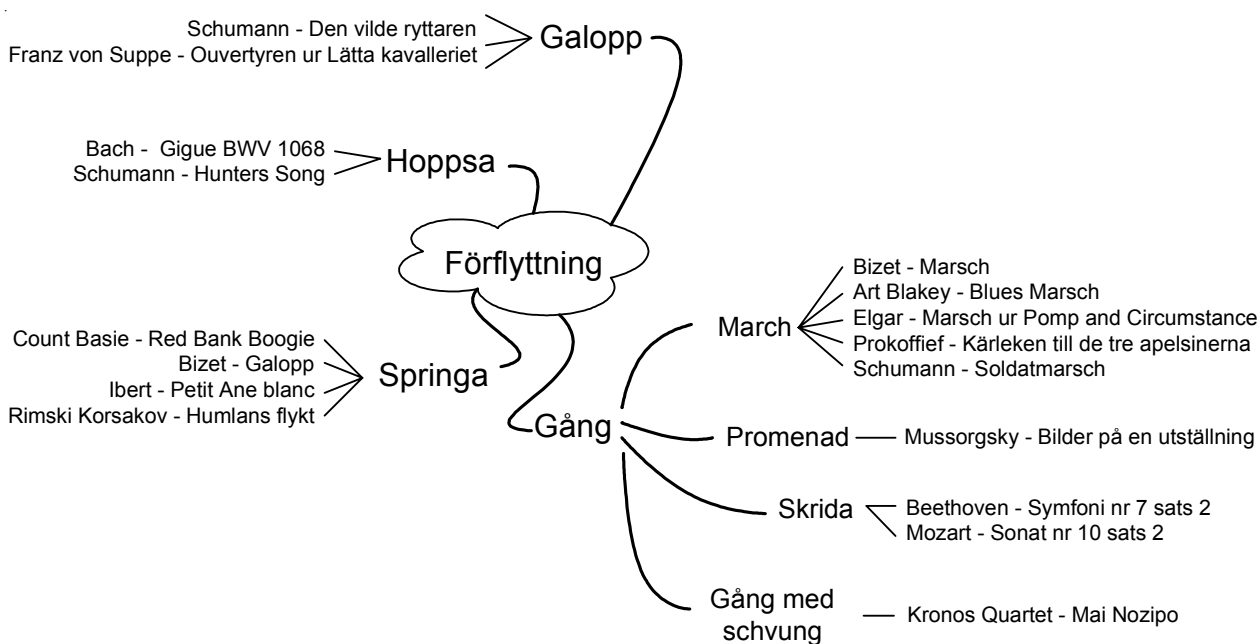 Schumann - Den vilde ryttaren
Franz von Suppe - Ouvertyren ur Lätta kavalleriet
Galopp
Bach - Gigue BWV 1068
Schumann - Hunters Song
Hoppsa
Förflyttning
Count Basie - Red Bank Boogie
Bizet - Galopp
Ibert - Petit Ane blanc
Rimski Korsakov - Humlans flykt
Springa
Gång
March
Bizet - Marsch
Art Blakey - Blues Marsch
Elgar - Marsch ur Pomp and Circumstance
Prokoffief - Kärleken till de tre apelsinerna
Schumann - Soldatmarsch
Promenad
Mussorgsky - Bilder på en utställning
Skrida
Beethoven - Symfoni nr 7 sats 2
Mozart - Sonat nr 10 sats 2
Gång med
schvung
Kronos Quartet - Mai Nozipo